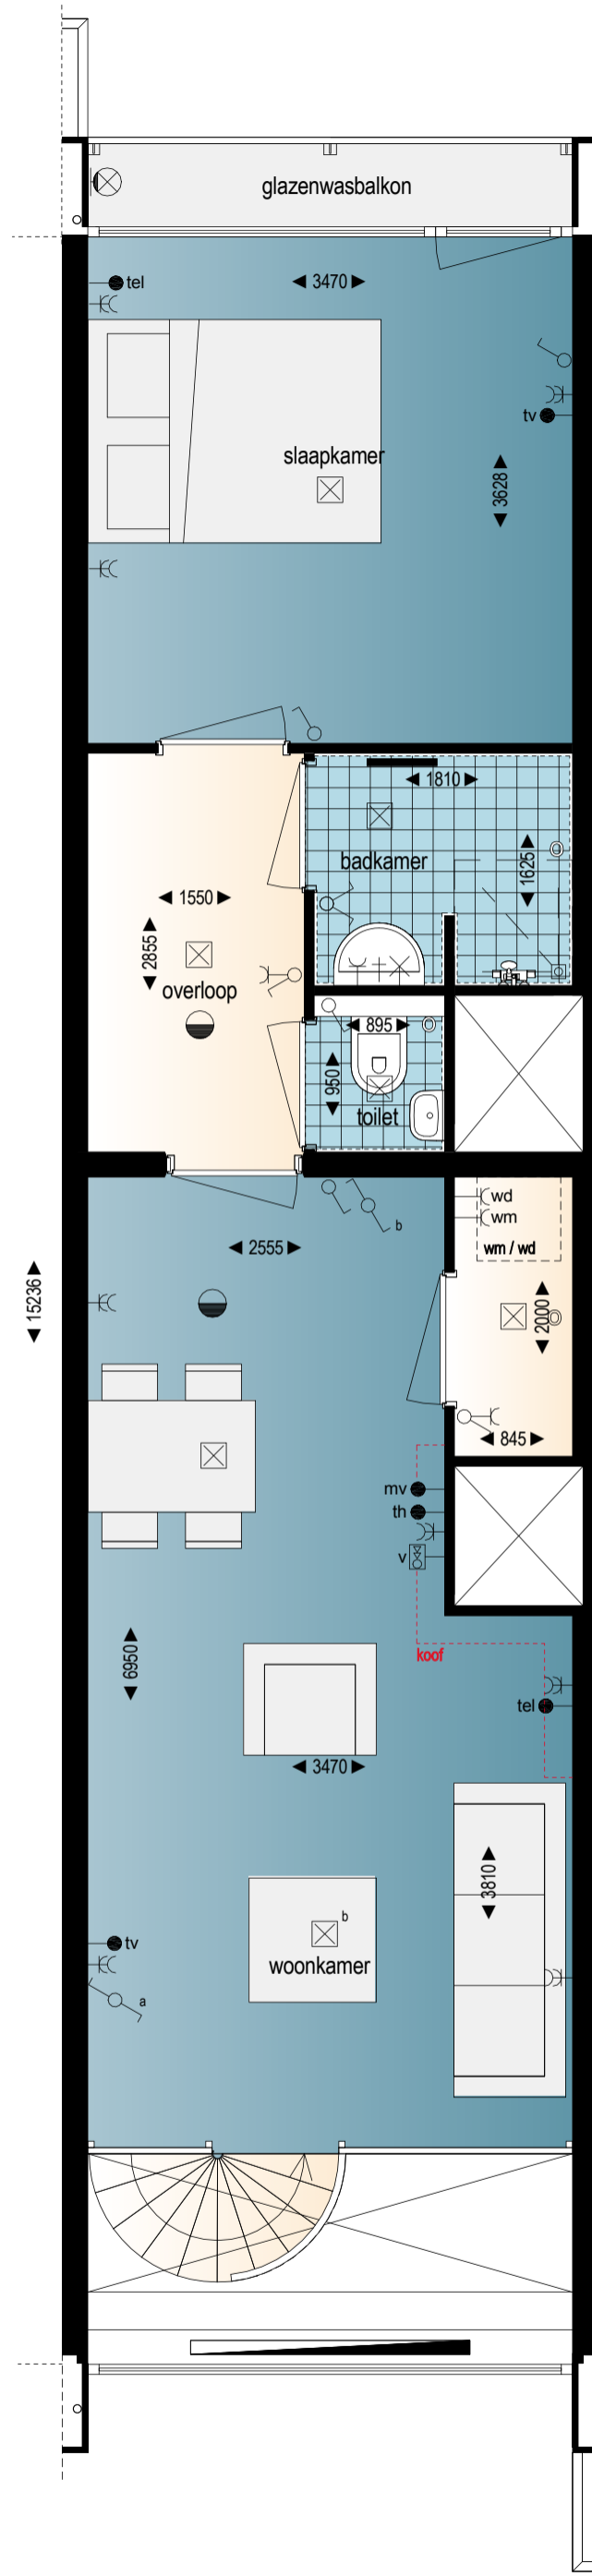 glazenwasbalkon
tel
3470
tv
slaapkamer
3628
1810
badkamer
1625
1550
2855
overloop
895
950
toilet
wd
wm
b
wm / wd
2555
15236
2000
845
mv
th
v
koof
6950
tel
3470
3810
tv
b
woonkamer
a